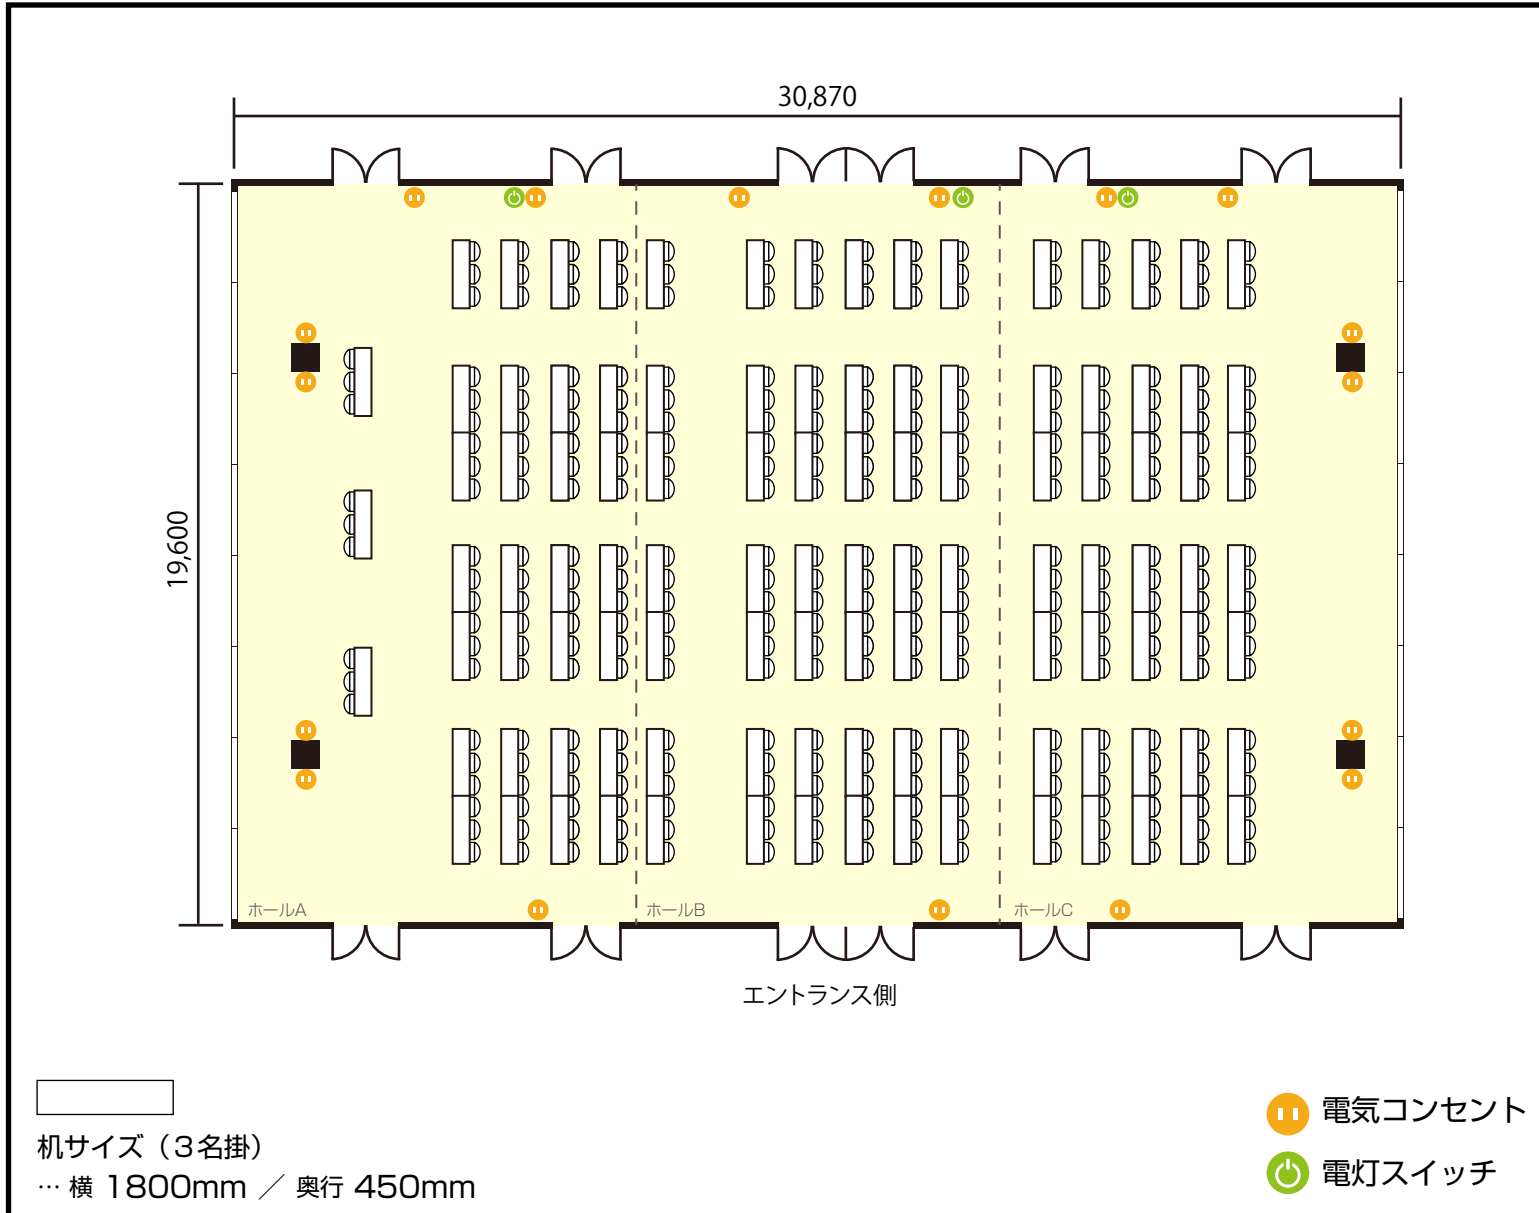 30,870
19,600
ホールA
ホールB
ホールC
エントランス側
机サイズ（３名掛）
… 横 1800mm ／ 奥行 450mm
電気コンセント
電灯スイッチ